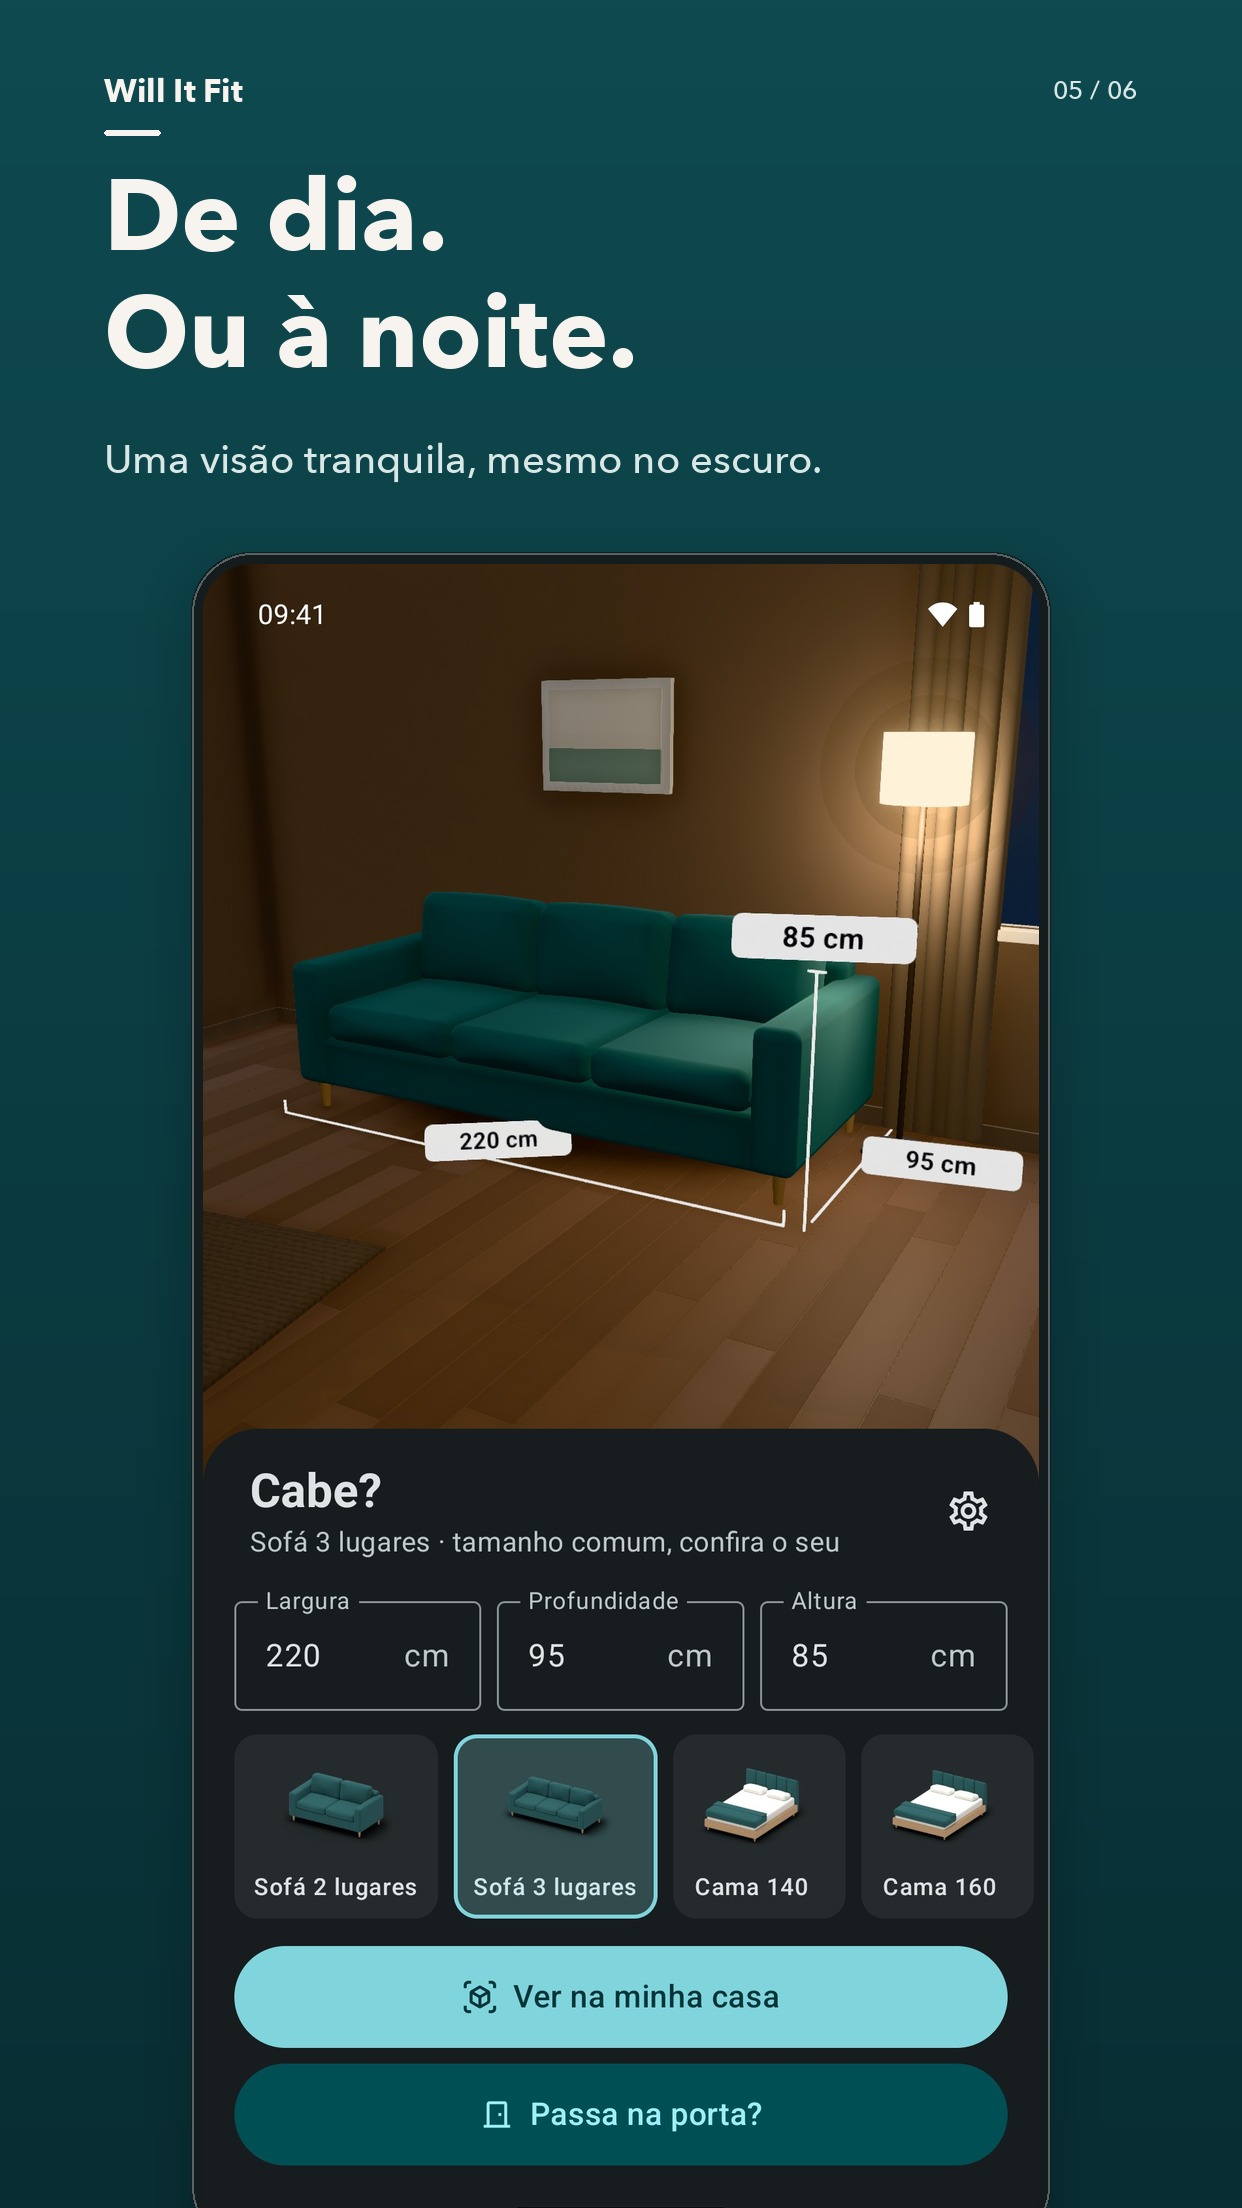 Will It Fit
05 / 06
De dia.
Ou à noite.
Uma visão tranquila, mesmo no escuro.
09:41
85 cm
220 cm
95 cm
Cabe?
Sofá 3 lugares · tamanho comum, confira o seu
Largura
220 cm
Profundidade
95 cm
Altura
85 cm
Sofá 2 lugares
Sofá 3 lugares
Cama 140
Cama 160
Ver na minha casa
Passa na porta?